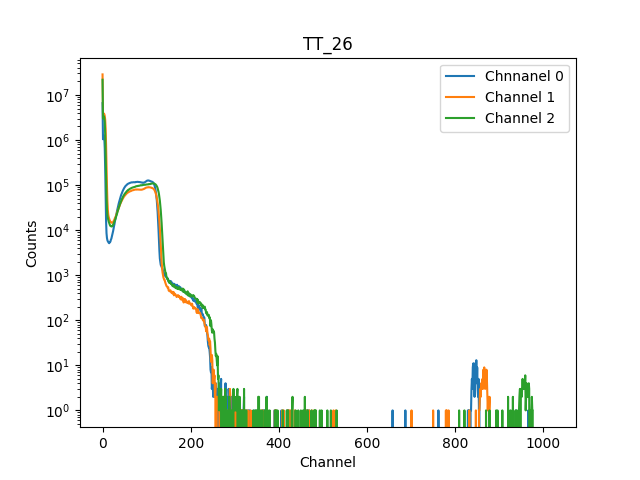 TT_26
Chnnanel 0
Channel 1
Channel 2
Counts
10⁷
10⁶
10⁵
10⁴
10³
10²
10¹
10⁰
0 200 400 600 800 1000
Channel